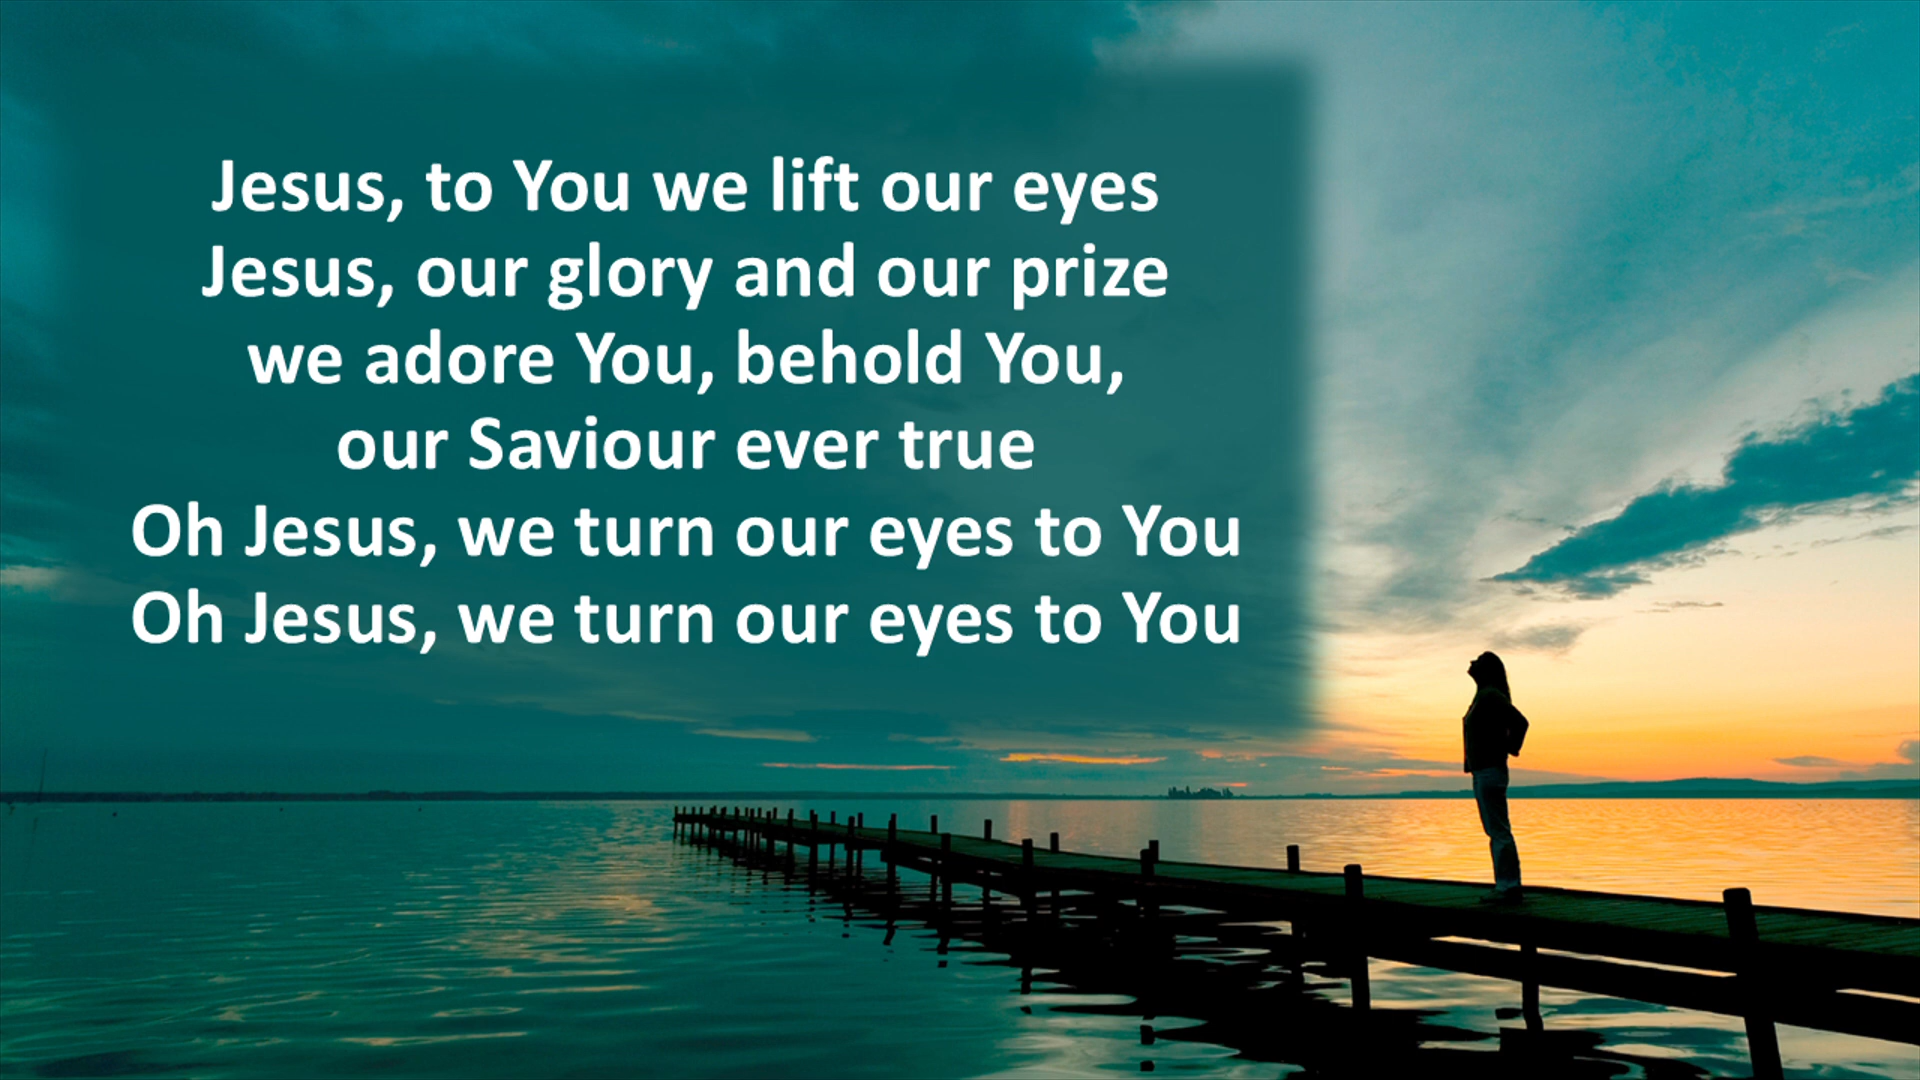 Jesus, to You we lift our eyes
Jesus, our glory and our prize
we adore You, behold You,
our Saviour ever true
Oh Jesus, we turn our eyes to You
Oh Jesus, we turn our eyes to You